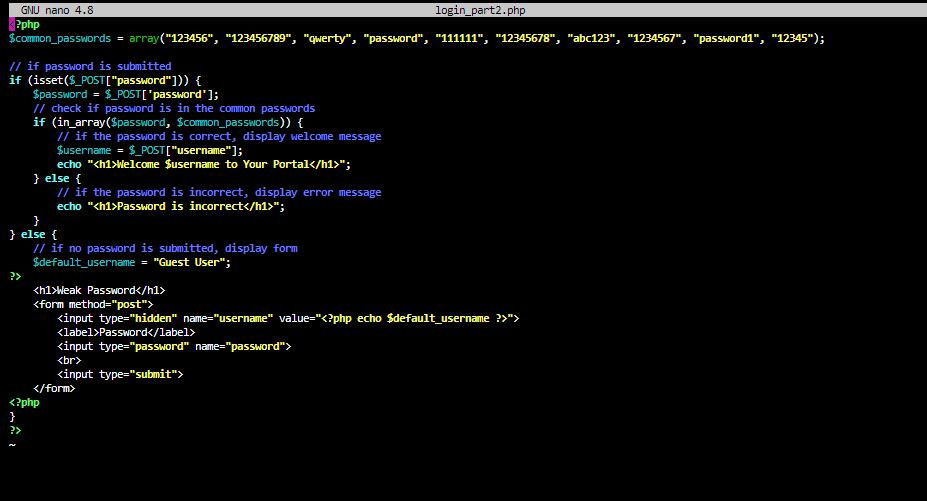 GNU nano 4.8 login_part2.php
<?php
$common_passwords = array("123456", "123456789", "qwerty", "password", "111111", "12345678", "abc123", "1234567", "password1", "12345");

// if password is submitted
if (isset($_POST["password"])) {
    $password = $_POST['password'];
    // check if password is in the common passwords
    if (in_array($password, $common_passwords)) {
        // if the password is correct, display welcome message
        $username = $_POST["username"];
        echo "<h1>Welcome $username to Your Portal</h1>";
    } else {
        // if the password is incorrect, display error message
        echo "<h1>Password is incorrect</h1>";
    }
} else {
    // if no password is submitted, display form
    $default_username = "Guest User";
?>
    <h1>Weak Password</h1>
    <form method="post">
        <input type="hidden" name="username" value="<?php echo $default_username ?>">
        <label>Password</label>
        <input type="password" name="password">
        <br>
        <input type="submit">
    </form>
<?php
}
?>
~